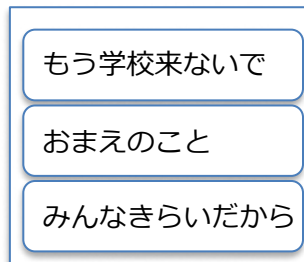 もう学校来ないで
おまえのこと
みんなきらいだから